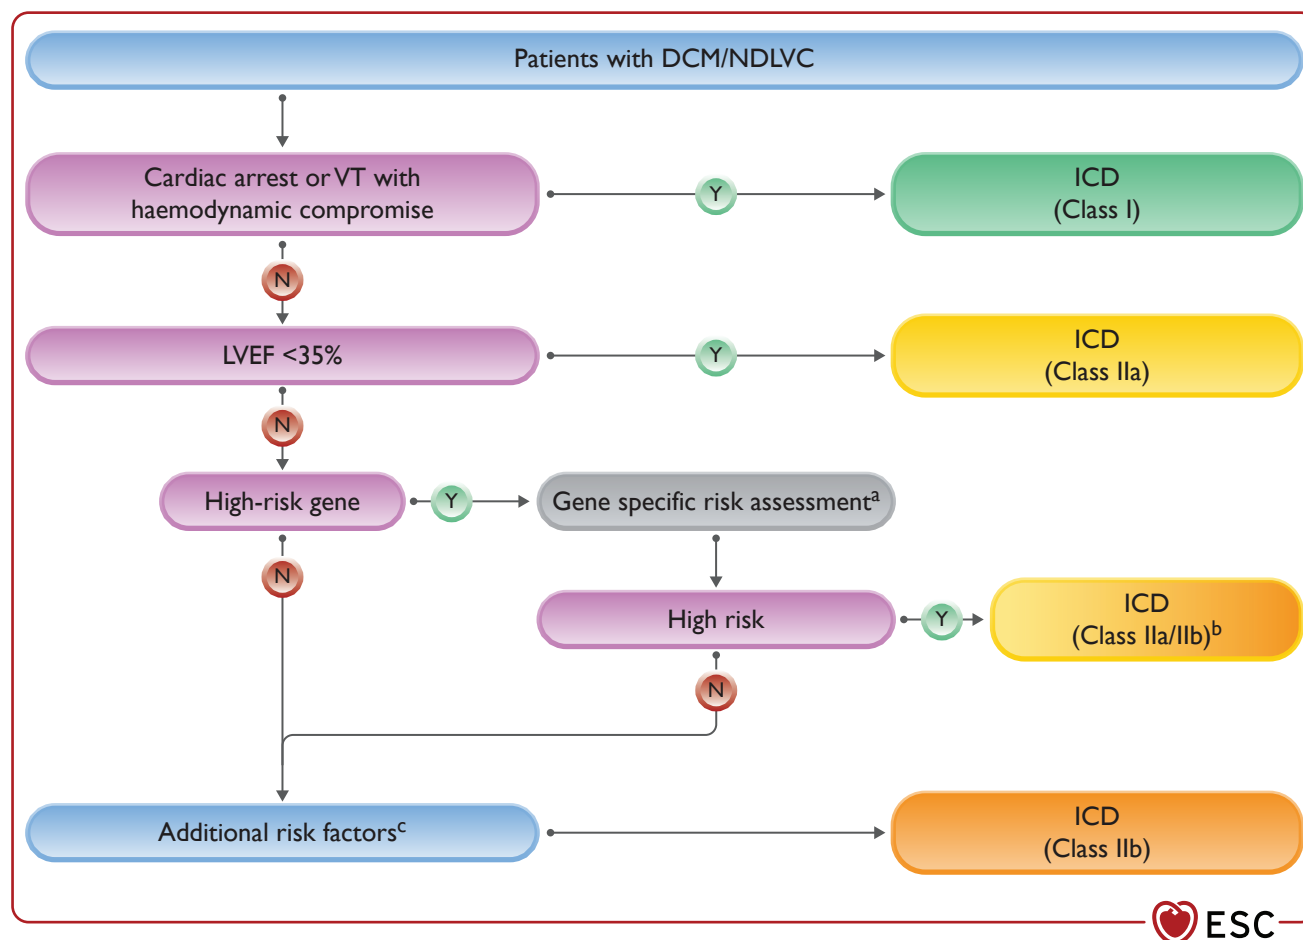 Patients with DCM/NDLVC
Cardiac arrest or VT with
haemodynamic compromise
Y
ICD
(Class I)
N
LVEF <35%
Y
ICD
(Class IIa)
N
High-risk gene
Y
Gene specific risk assessmentᵃ
N
High risk
Y
ICD
(Class IIa/IIb)ᵇ
N
Additional risk factorsᶜ
ICD
(Class IIb)
ESC